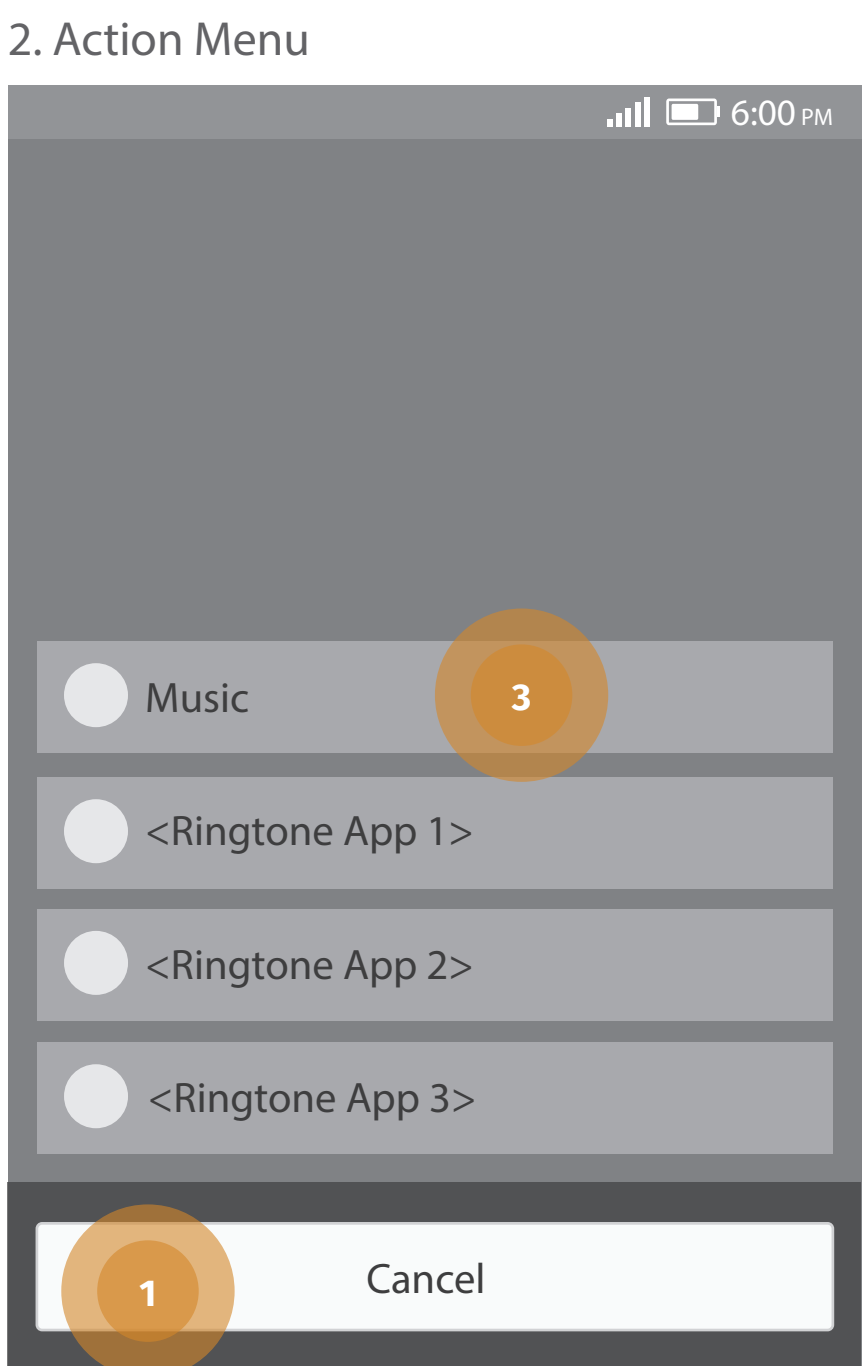 2. Action Menu
6:00 PM
Music
3
<Ringtone App 1>
<Ringtone App 2>
<Ringtone App 3>
1
Cancel